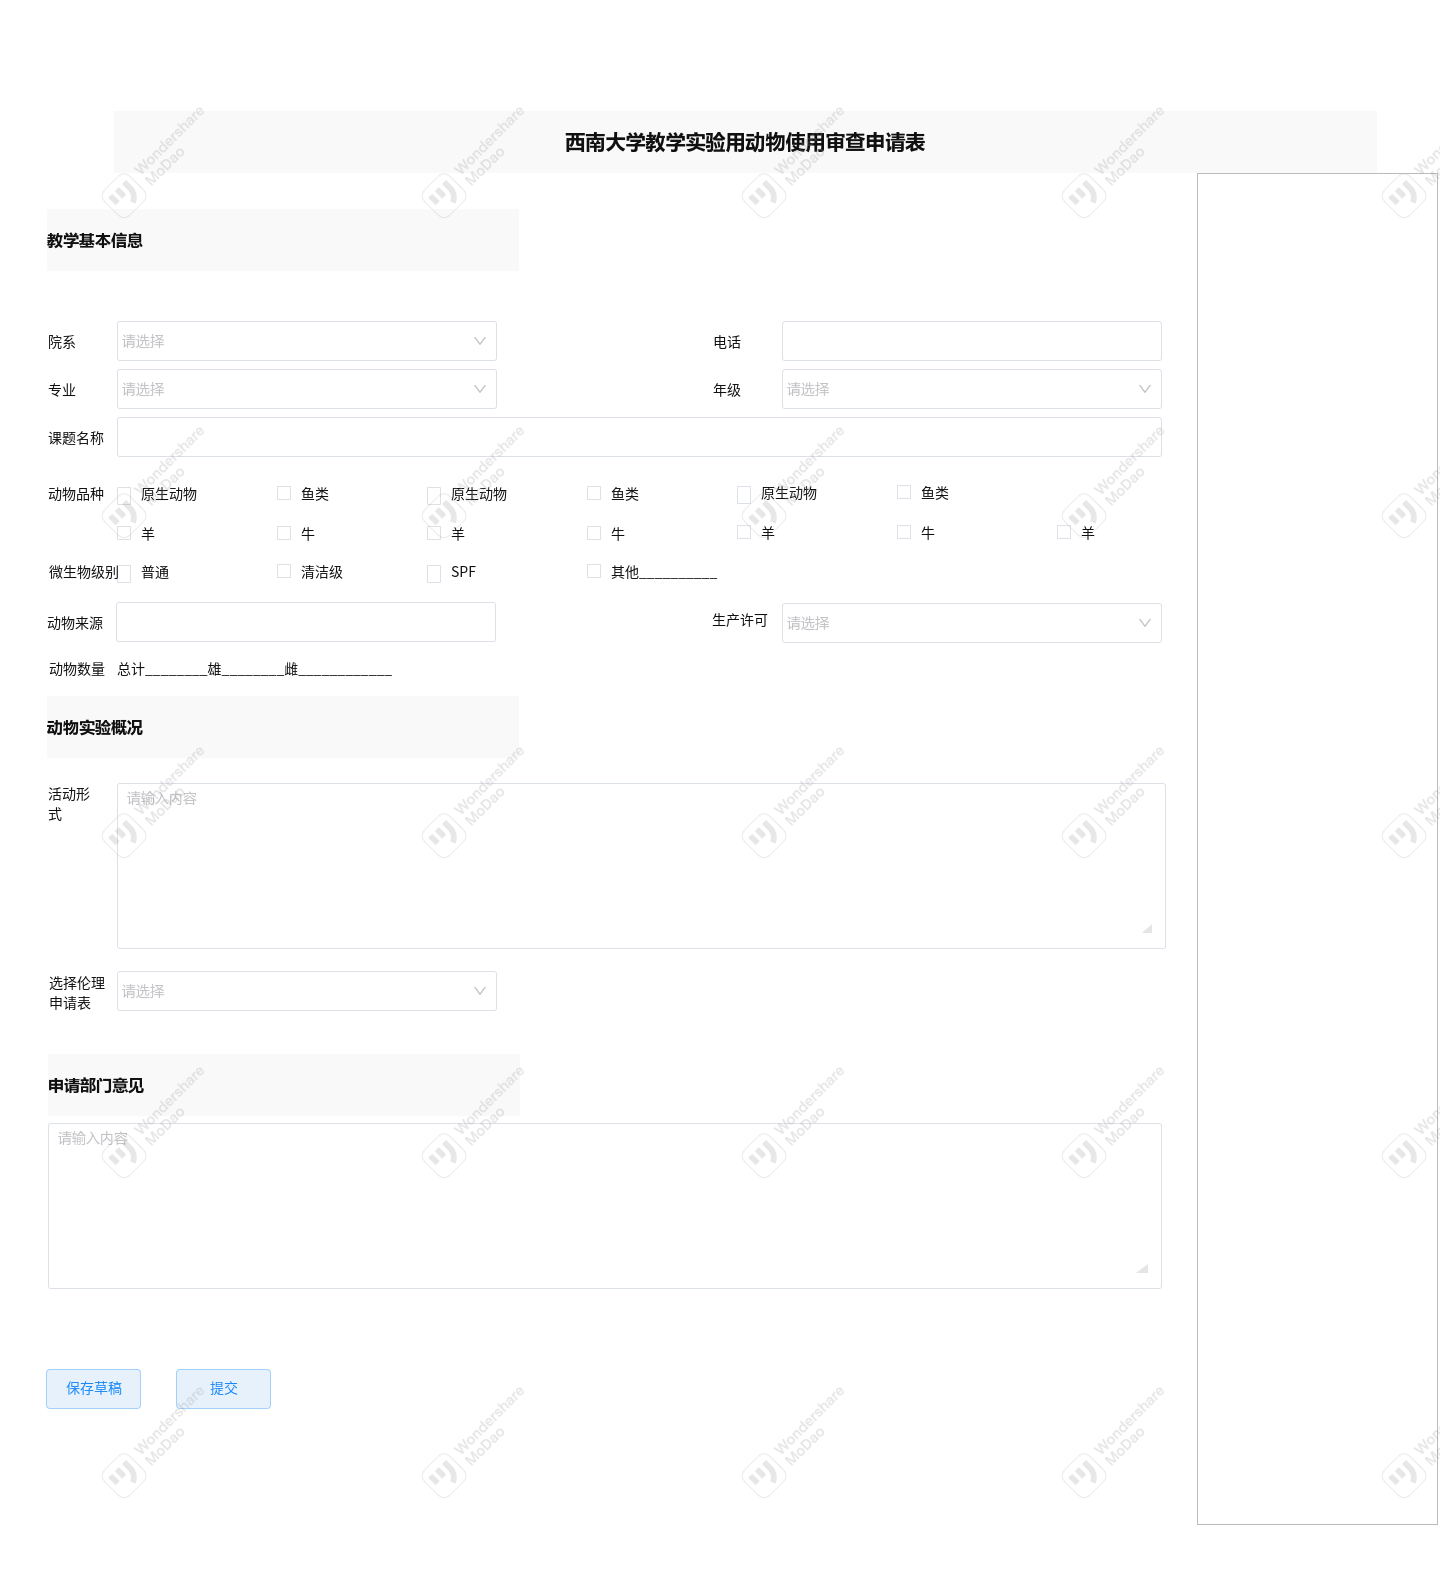 西南大学教学实验用动物使用审查申请表
教学基本信息
院系 请选择 电话
专业 请选择 年级 请选择
课题名称
动物品种 原生动物 鱼类 原生动物 鱼类 原生动物 鱼类
羊 牛 羊 牛 羊 牛 羊
微生物级别 普通 清洁级 SPF 其他__________
动物来源 生产许可 请选择
动物数量 总计________雄________雌____________
动物实验概况
活动形
式
请输入内容
选择伦理
申请表
请选择
申请部门意见
请输入内容
保存草稿 提交
Wondershare
MoDao